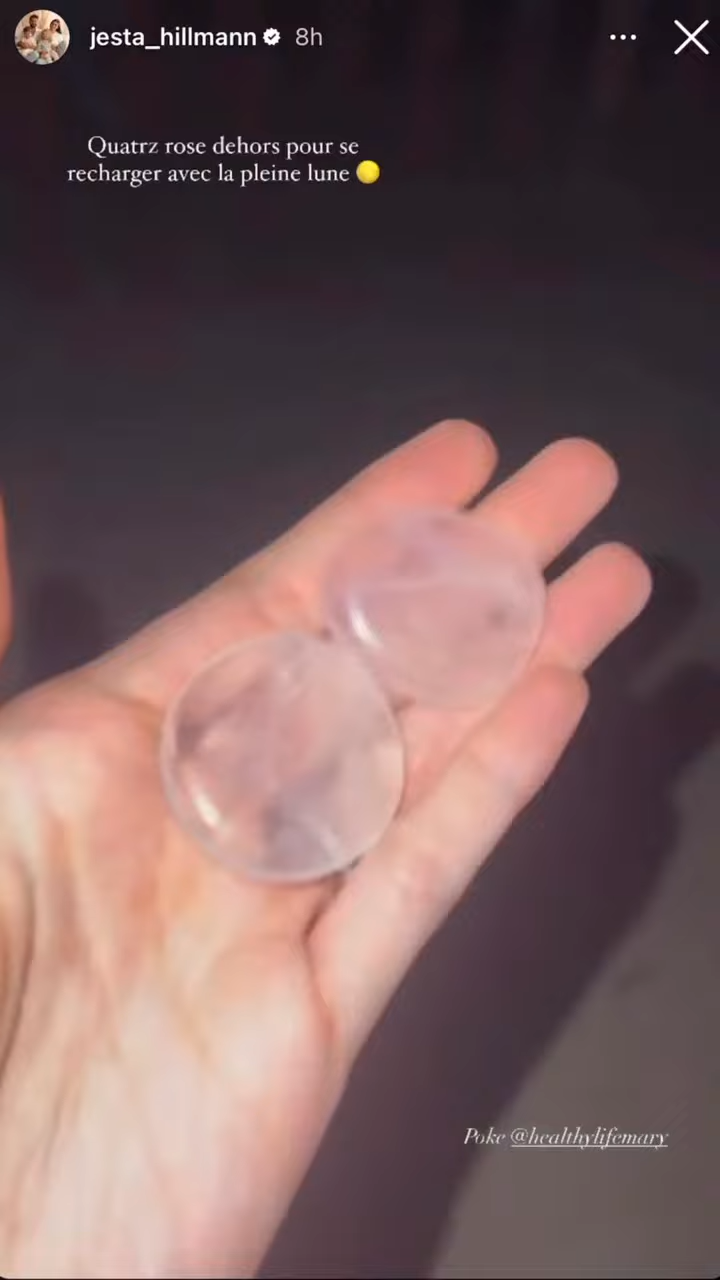 jesta_hillmann 8h
Quatrz rose dehors pour se
recharger avec la pleine lune
Poke @healthylifemary